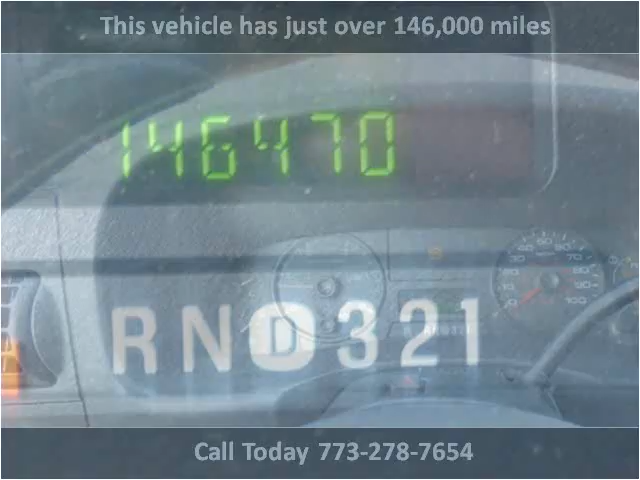 This vehicle has just over 146,000 miles
146470
RND321
Call Today 773-278-7654